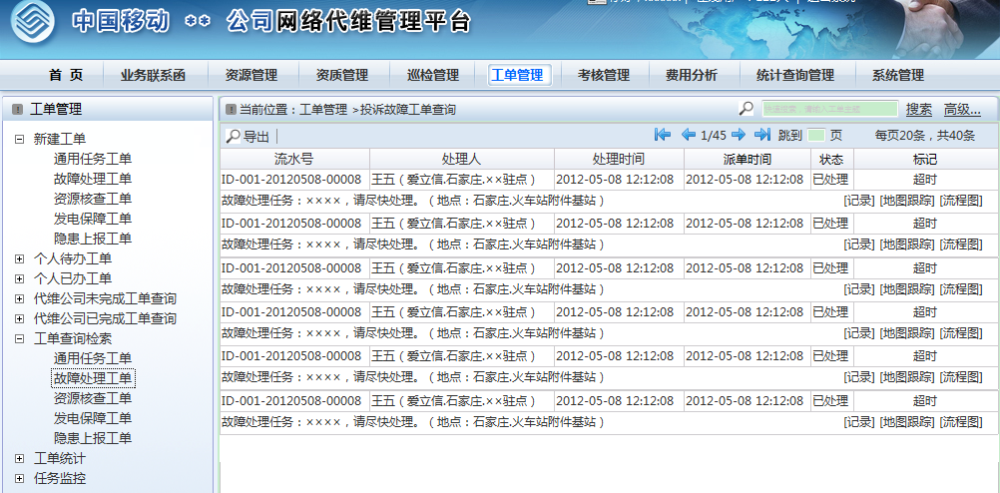 中国移动 ** 公司网络代维管理平台
首 页 业务联系函 资源管理 资质管理 巡检管理 工单管理 考核管理 费用分析 统计查询管理 系统管理
工单管理
新建工单
通用任务工单
故障处理工单
资源核查工单
发电保障工单
隐患上报工单
个人待办工单
个人已办工单
代维公司未完成工单查询
代维公司已完成工单查询
工单查询检索
通用任务工单
故障处理工单
资源核查工单
发电保障工单
隐患上报工单
工单统计
任务监控
当前位置：工单管理 >投诉故障工单查询 搜索 高级...
导出 1/45 跳到 页 每页20条，共40条
流水号 处理人 处理时间 派单时间 状态 标记
ID-001-20120508-00008 王五（爱立信.石家庄.××驻点） 2012-05-08 12:12:08 2012-05-08 12:12:08 已处理 超时
故障处理任务：××××，请尽快处理。（地点：石家庄.火车站附件基站） [记录] [地图跟踪] [流程图]
ID-001-20120508-00008 王五（爱立信.石家庄.××驻点） 2012-05-08 12:12:08 2012-05-08 12:12:08 已处理 超时
故障处理任务：××××，请尽快处理。（地点：石家庄.火车站附件基站） [记录] [地图跟踪] [流程图]
ID-001-20120508-00008 王五（爱立信.石家庄.××驻点） 2012-05-08 12:12:08 2012-05-08 12:12:08 已处理 超时
故障处理任务：××××，请尽快处理。（地点：石家庄.火车站附件基站） [记录] [地图跟踪] [流程图]
ID-001-20120508-00008 王五（爱立信.石家庄.××驻点） 2012-05-08 12:12:08 2012-05-08 12:12:08 已处理 超时
故障处理任务：××××，请尽快处理。（地点：石家庄.火车站附件基站） [记录] [地图跟踪] [流程图]
ID-001-20120508-00008 王五（爱立信.石家庄.××驻点） 2012-05-08 12:12:08 2012-05-08 12:12:08 已处理 超时
故障处理任务：××××，请尽快处理。（地点：石家庄.火车站附件基站） [记录] [地图跟踪] [流程图]
ID-001-20120508-00008 王五（爱立信.石家庄.××驻点） 2012-05-08 12:12:08 2012-05-08 12:12:08 已处理 超时
故障处理任务：××××，请尽快处理。（地点：石家庄.火车站附件基站） [记录] [地图跟踪] [流程图]